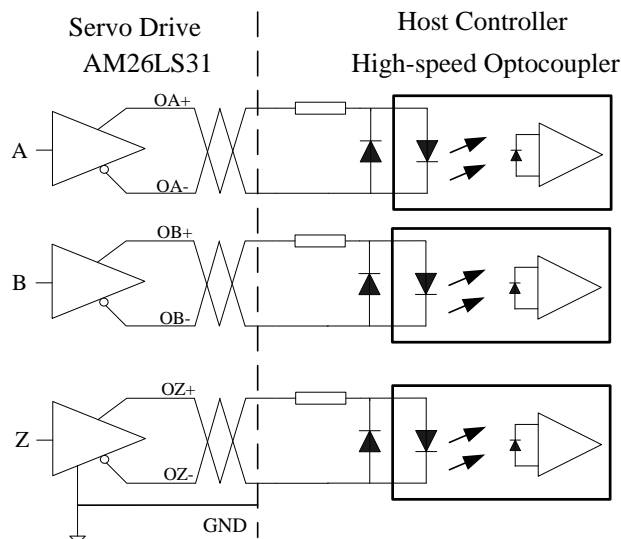 Servo Drive
AM26LS31
Host Controller
High-speed Optocoupler
OA+
A
OA-
OB+
B
OB-
OZ+
Z
OZ-
GND